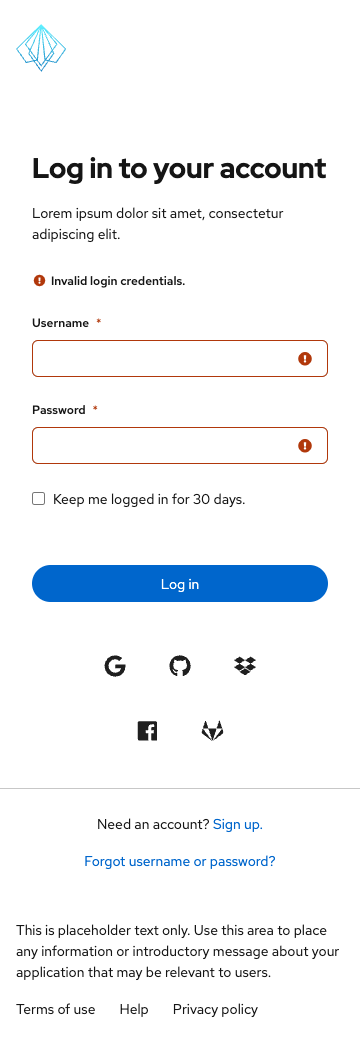 Log in to your account
Lorem ipsum dolor sit amet, consectetur
adipiscing elit.
Invalid login credentials.
Username *
Password *
Keep me logged in for 30 days.
Log in
Need an account? Sign up.
Forgot username or password?
This is placeholder text only. Use this area to place
any information or introductory message about your
application that may be relevant to users.
Terms of use Help Privacy policy